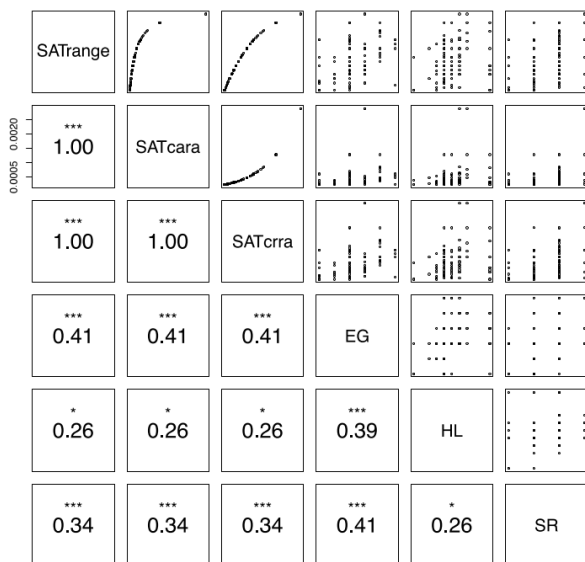 SATrange
0.0005 0.0020
*** *** 
1.00 SATcara
*** ***
1.00 1.00 SATcrra
*** *** ***
0.41 0.41 0.41 EG
* * * ***
0.26 0.26 0.26 0.39 HL
*** *** *** *** *
0.34 0.34 0.34 0.41 0.26 SR